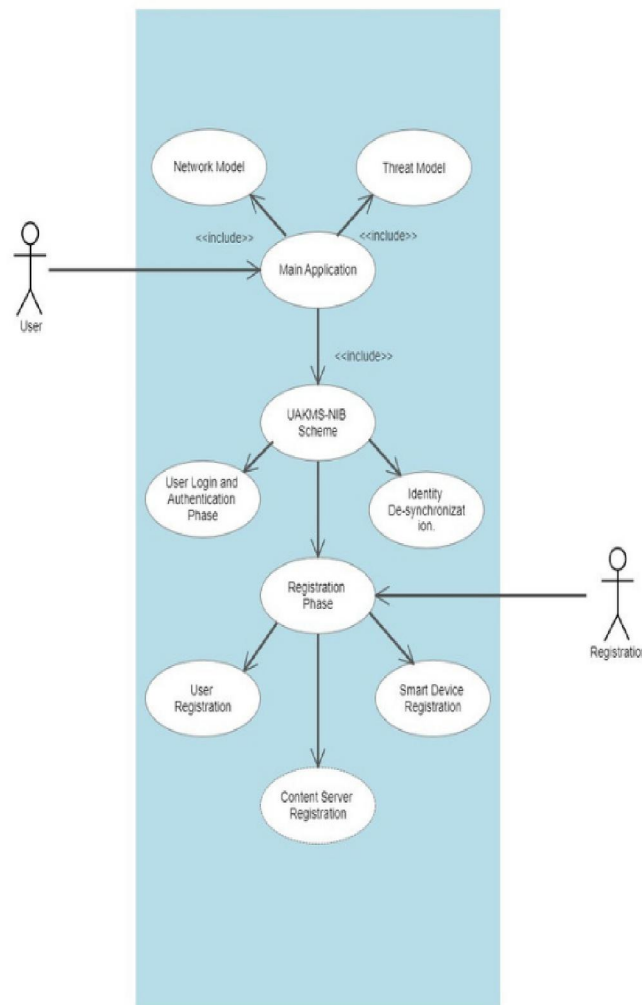 Network Model
Threat Model
<<include>>
<<include>>
Main Application
User
<<include>>
UAKMS-NIB
Scheme
User Login and
Authentication
Phase
Identity
De-synchronizat
ion.
Registration
Phase
Registration
User
Registration
Smart Device
Registration
Content Server
Registration